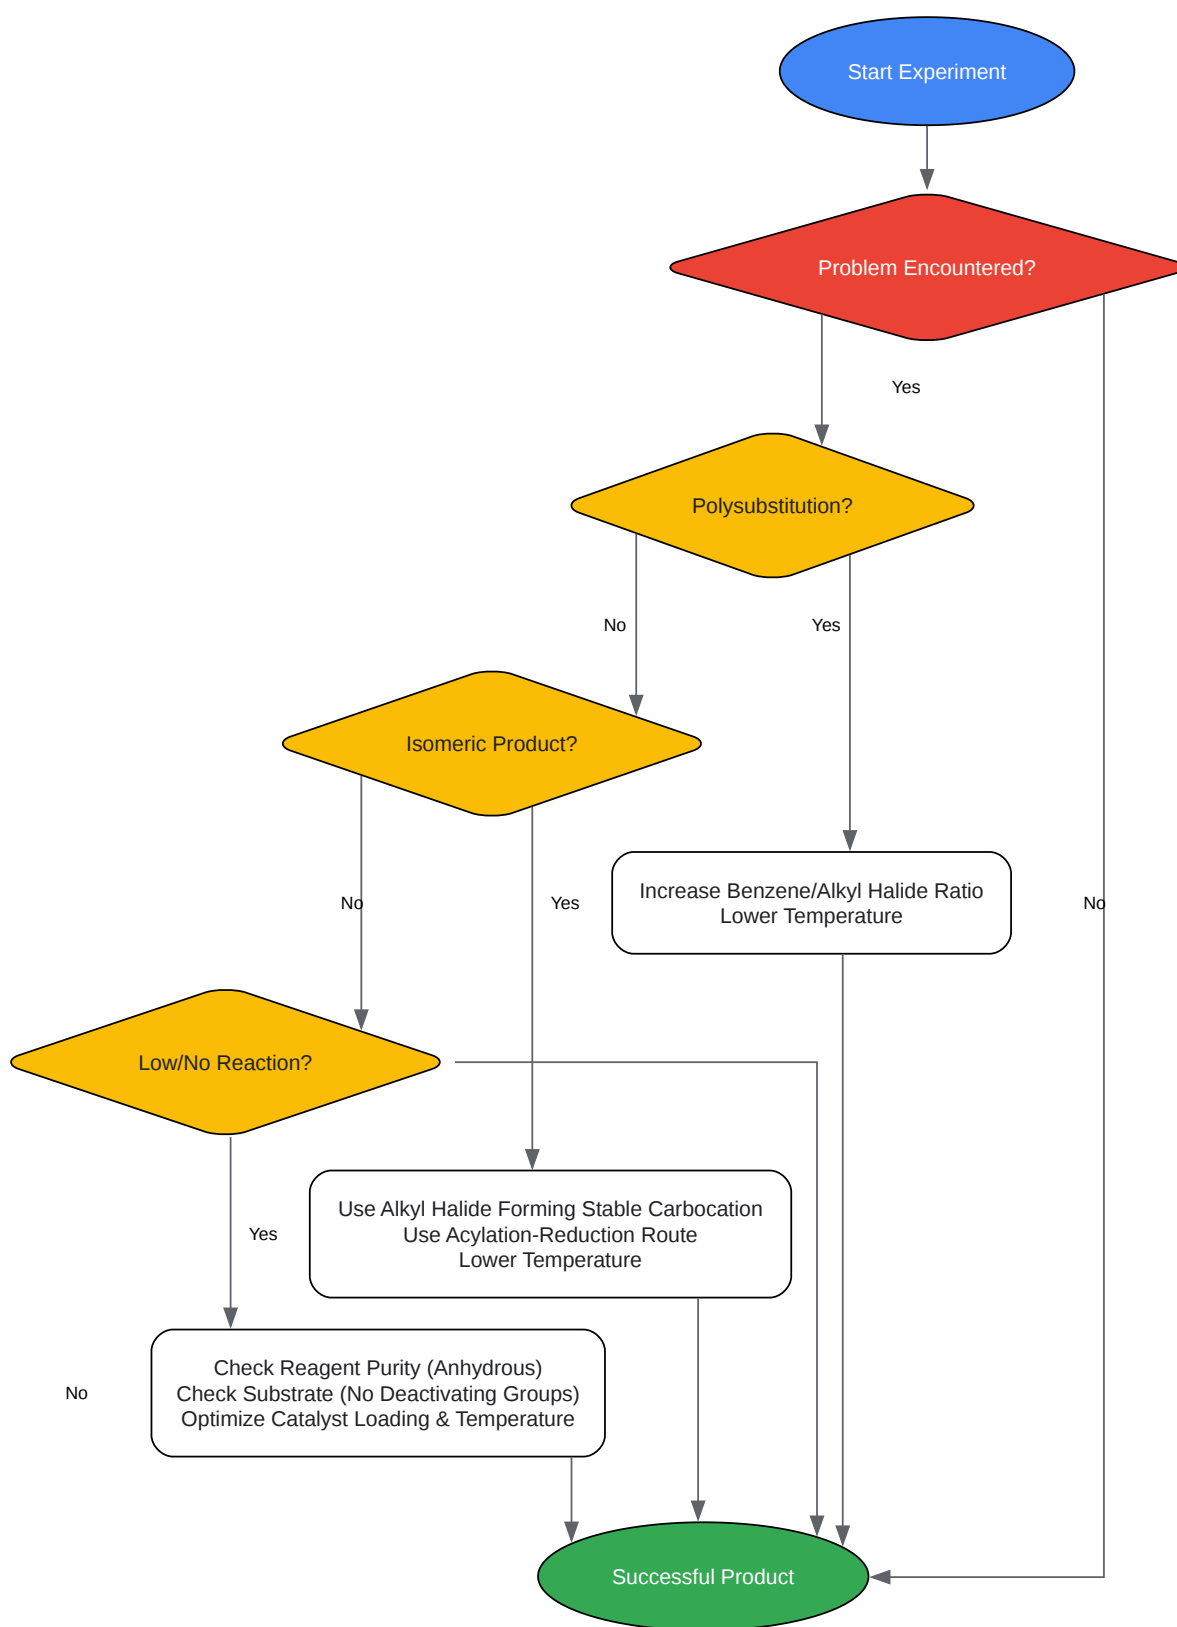 Start Experiment
Problem Encountered?
Yes
Polysubstitution?
No
Yes
Isomeric Product?
Increase Benzene/Alkyl Halide Ratio
Lower Temperature
No
Yes
No
Low/No Reaction?
Use Alkyl Halide Forming Stable Carbocation
Use Acylation-Reduction Route
Lower Temperature
Yes
Check Reagent Purity (Anhydrous)
Check Substrate (No Deactivating Groups)
Optimize Catalyst Loading & Temperature
No
Successful Product